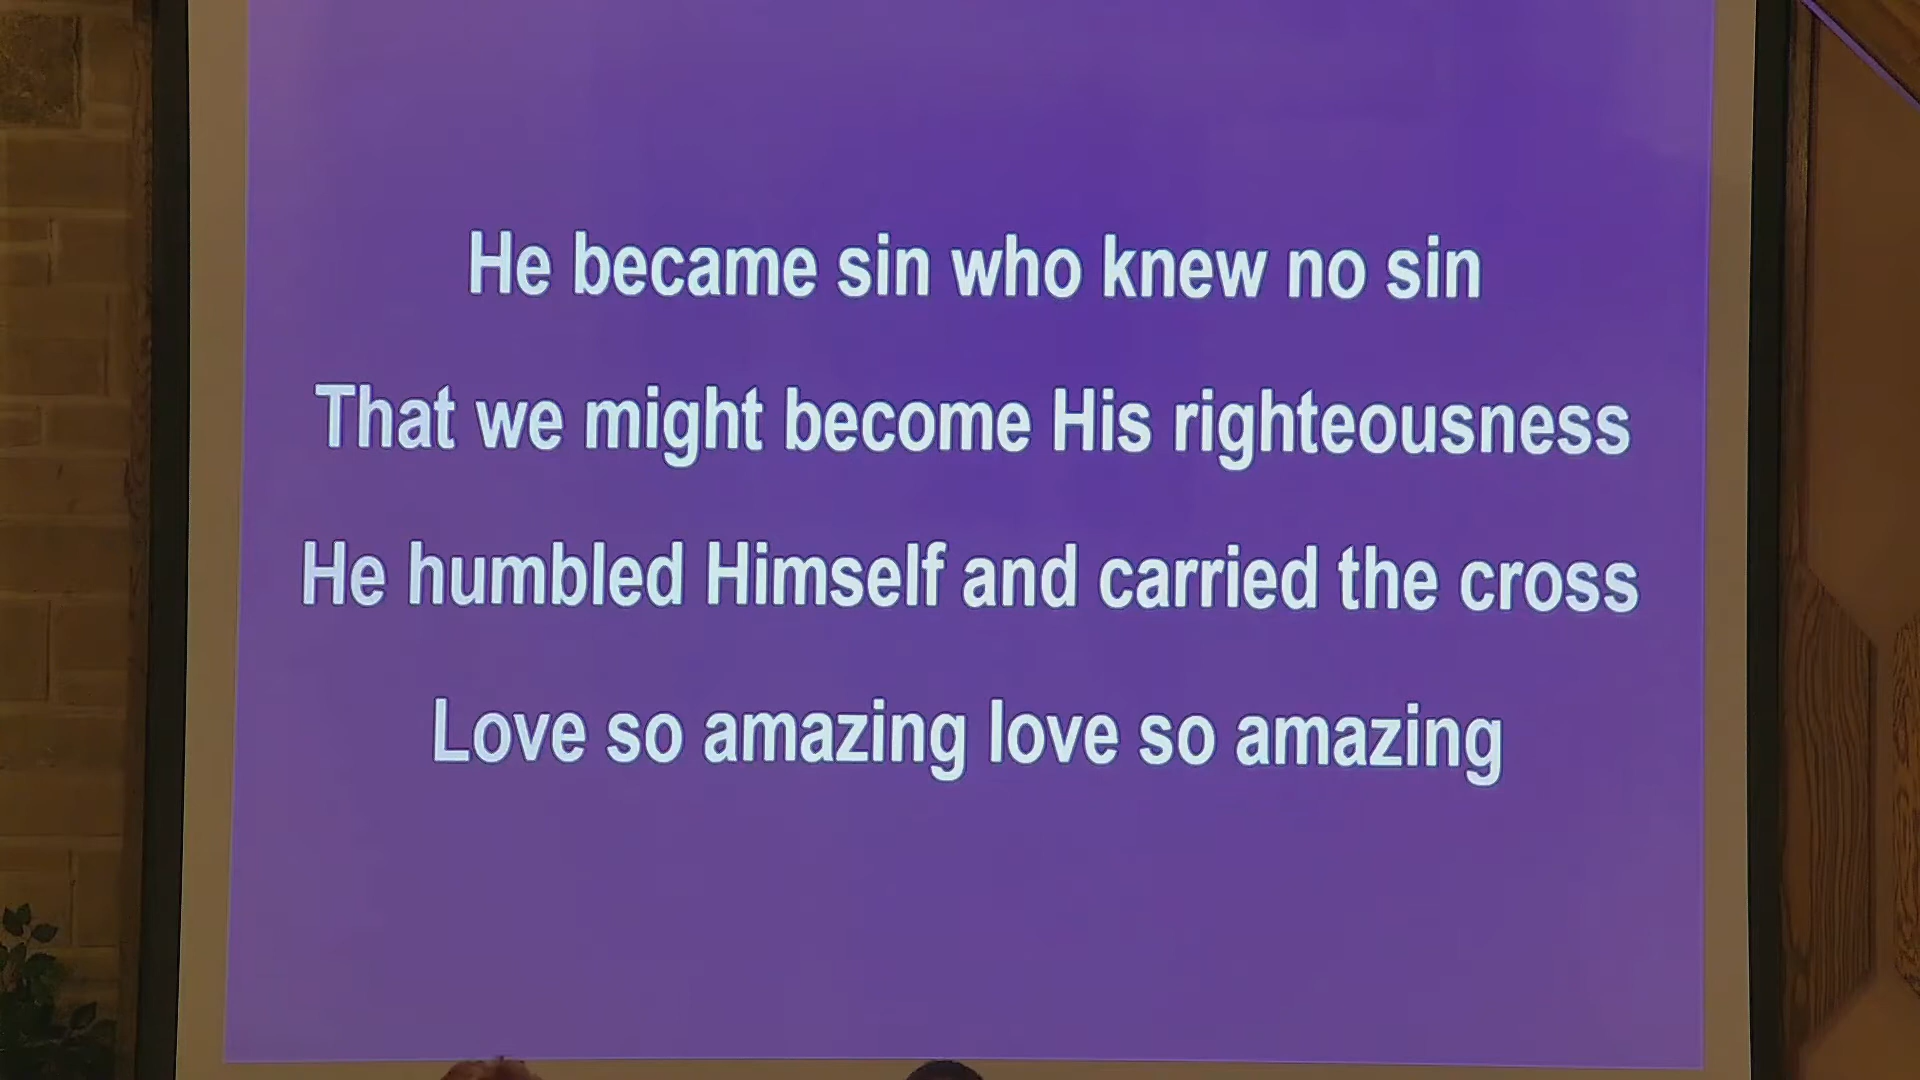 He became sin who knew no sin
That we might become His righteousness
He humbled Himself and carried the cross
Love so amazing love so amazing